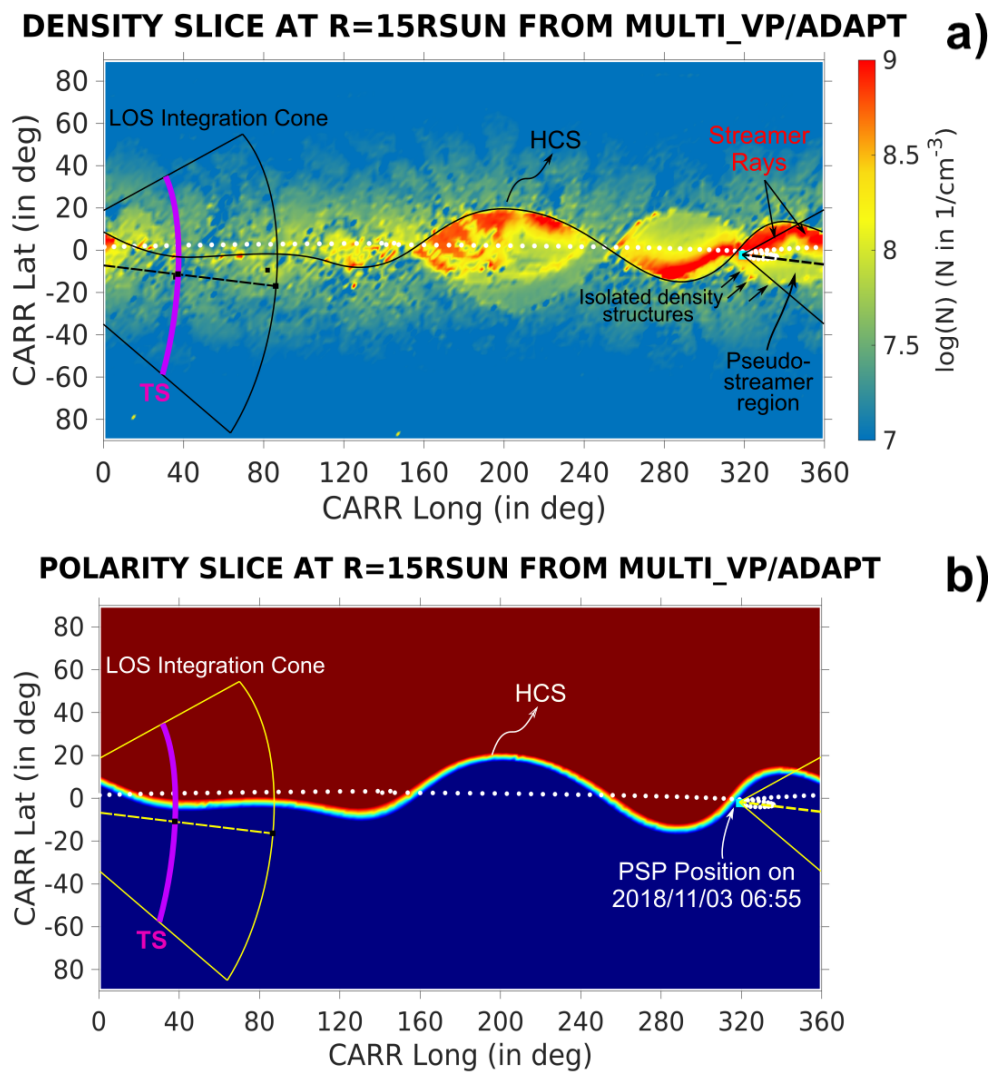 DENSITY SLICE AT R=15RSUN FROM MULTI_VP/ADAPT
a)
CARR Lat (in deg)
80
60
40
20
0
-20
-40
-60
80
LOS Integration Cone
HCS
Streamer
Rays
Isolated density
structures
Pseudo-
streamer
region
TS
0 40 80 120 160 200 240 280 320 360
CARR Long (in deg)
9
8.5
8
7.5
7
log(N) (N in 1/cm⁻³)
POLARITY SLICE AT R=15RSUN FROM MULTI_VP/ADAPT
b)
CARR Lat (in deg)
80
60
40
20
0
-20
-40
-60
80
LOS Integration Cone
HCS
PSP Position on
2018/11/03 06:55
TS
0 40 80 120 160 200 240 280 320 360
CARR Long (in deg)